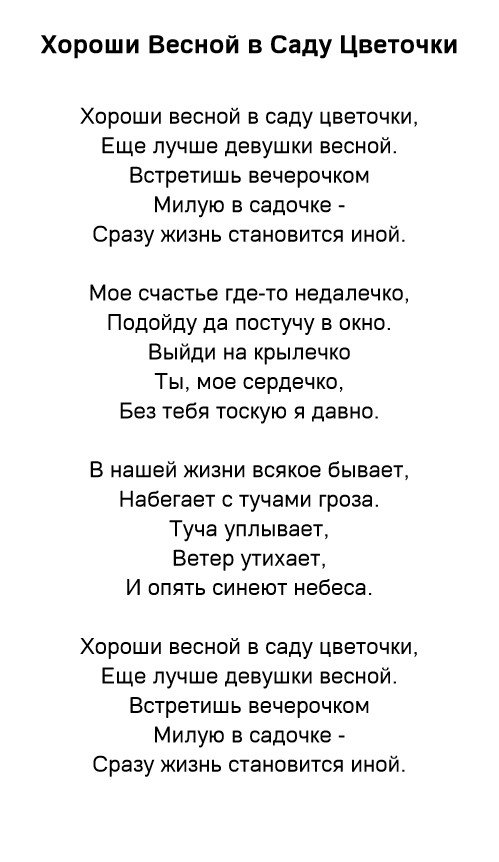 Хороши Весной в Саду Цветочки
Хороши весной в саду цветочки,
Еще лучше девушки весной.
Встретишь вечерочком
Милую в садочке -
Сразу жизнь становится иной.
Мое счастье где-то недалечко,
Подойду да постучу в окно.
Выйди на крылечко
Ты, мое сердечко,
Без тебя тоскую я давно.
В нашей жизни всякое бывает,
Набегает с тучами гроза.
Туча уплывает,
Ветер утихает,
И опять синеют небеса.
Хороши весной в саду цветочки,
Еще лучше девушки весной.
Встретишь вечерочком
Милую в садочке -
Сразу жизнь становится иной.